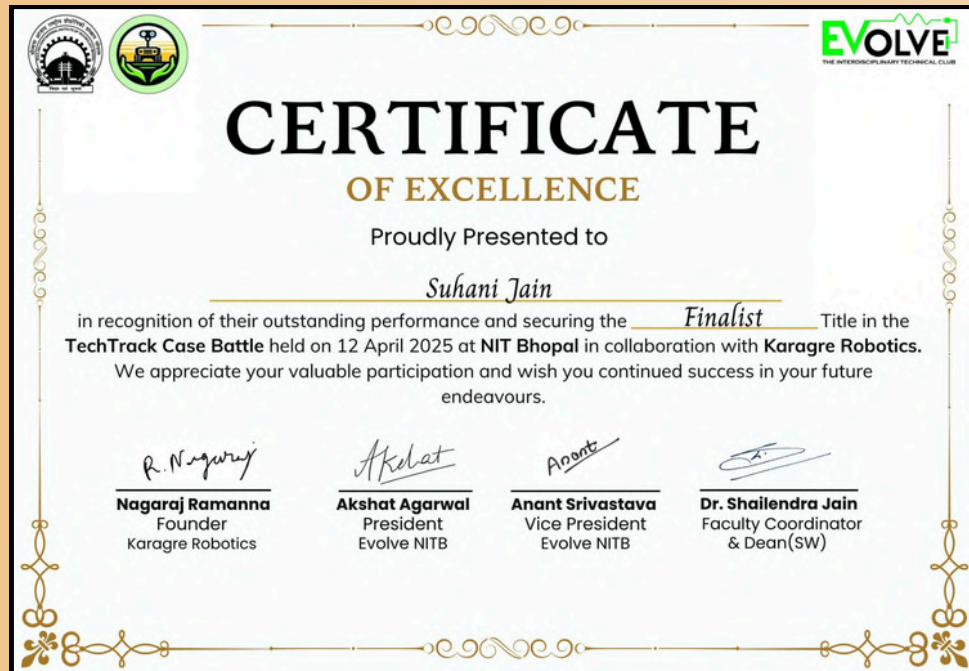 EVOLVE
THE INTERDISCIPLINARY TECHNICAL CLUB
CERTIFICATE
OF EXCELLENCE
Proudly Presented to
Suhani Jain
in recognition of their outstanding performance and securing the Finalist Title in the
TechTrack Case Battle held on 12 April 2025 at NIT Bhopal in collaboration with Karagre Robotics.
We appreciate your valuable participation and wish you continued success in your future
endeavours.
R. Nagaraj Akshat Anant
Nagaraj Ramanna Akshat Agarwal Anant Srivastava Dr. Shailendra Jain
Founder President Vice President Faculty Coordinator
Karagre Robotics Evolve NITB Evolve NITB & Dean(SW)